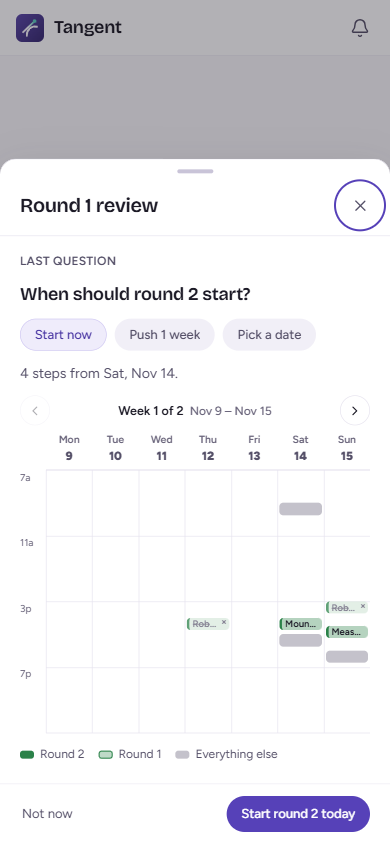 Tangent
Round 1 review
LAST QUESTION
When should round 2 start?
Start now Push 1 week Pick a date
4 steps from Sat, Nov 14.
Week 1 of 2 Nov 9 – Nov 15
Mon Tue Wed Thu Fri Sat Sun
9 10 11 12 13 14 15
7a
11a
3p
Rob... ×
Rob... × Moun...
Meas...
7p
Round 2 Round 1 Everything else
Not now Start round 2 today